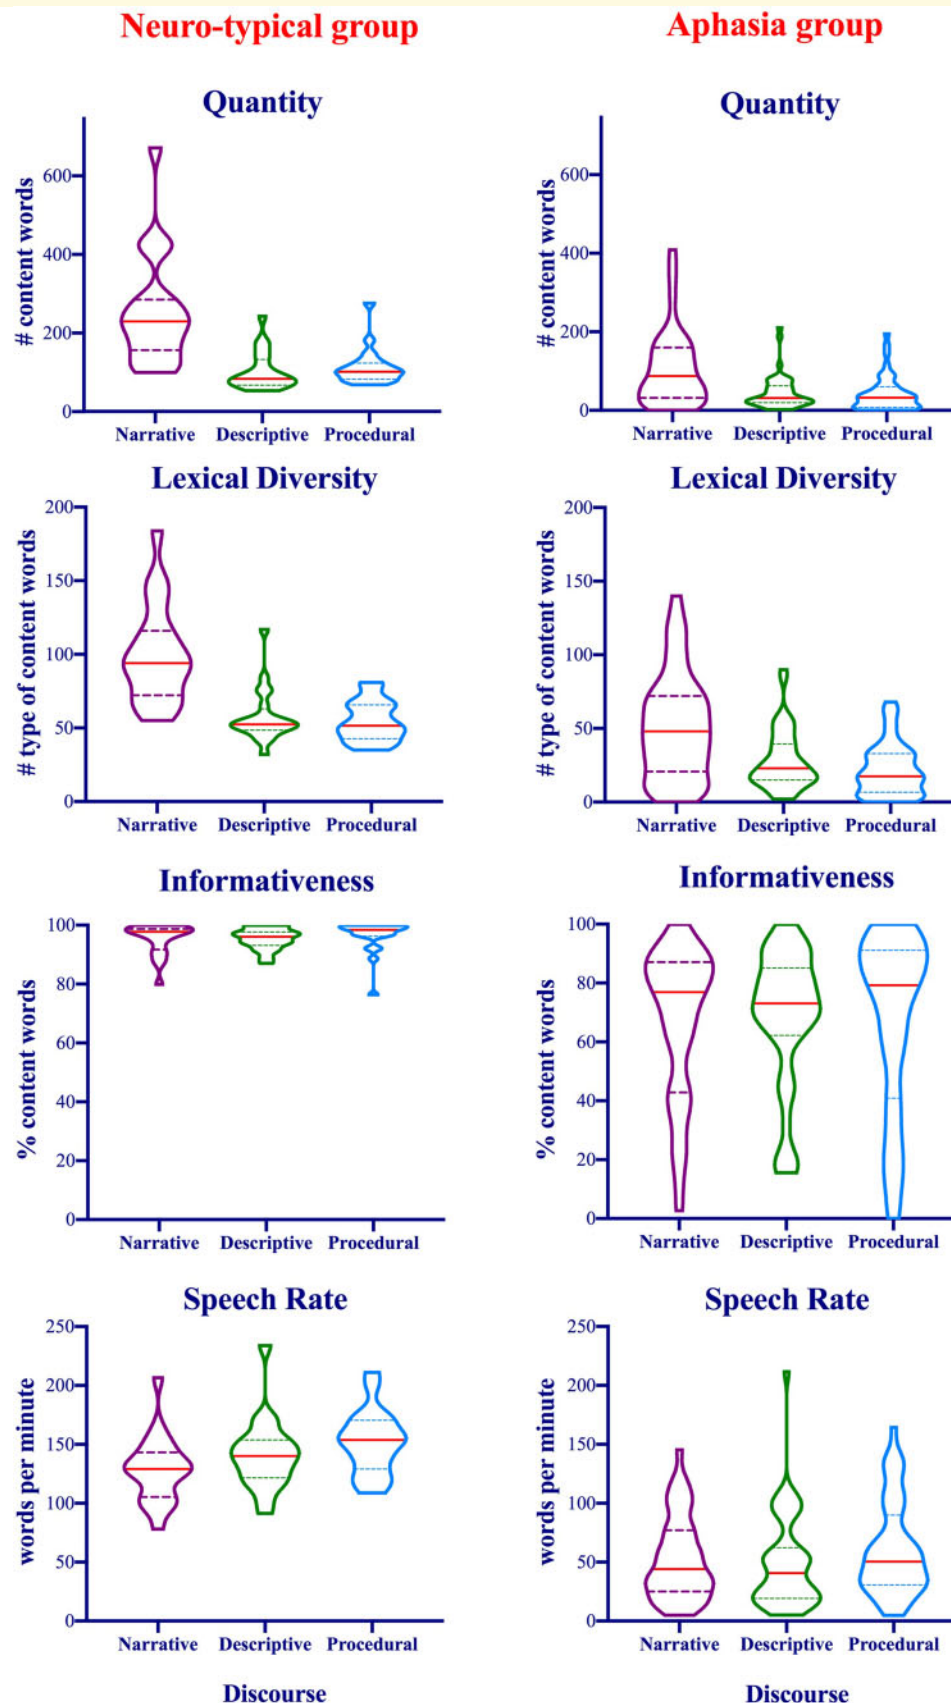 Neuro-typical group
Aphasia group
Quantity
# content words
600
400
200
0
Narrative Descriptive Procedural
Quantity
# content words
600
400
200
0
Narrative Descriptive Procedural
Lexical Diversity
# type of content words
200
150
100
50
0
Narrative Descriptive Procedural
Lexical Diversity
# type of content words
200
150
100
50
0
Narrative Descriptive Procedural
Informativeness
% content words
100
80
60
40
20
0
Narrative Descriptive Procedural
Informativeness
% content words
100
80
60
40
20
0
Narrative Descriptive Procedural
Speech Rate
words per minute
250
200
150
100
50
0
Narrative Descriptive Procedural
Discourse
Speech Rate
words per minute
250
200
150
100
50
0
Narrative Descriptive Procedural
Discourse